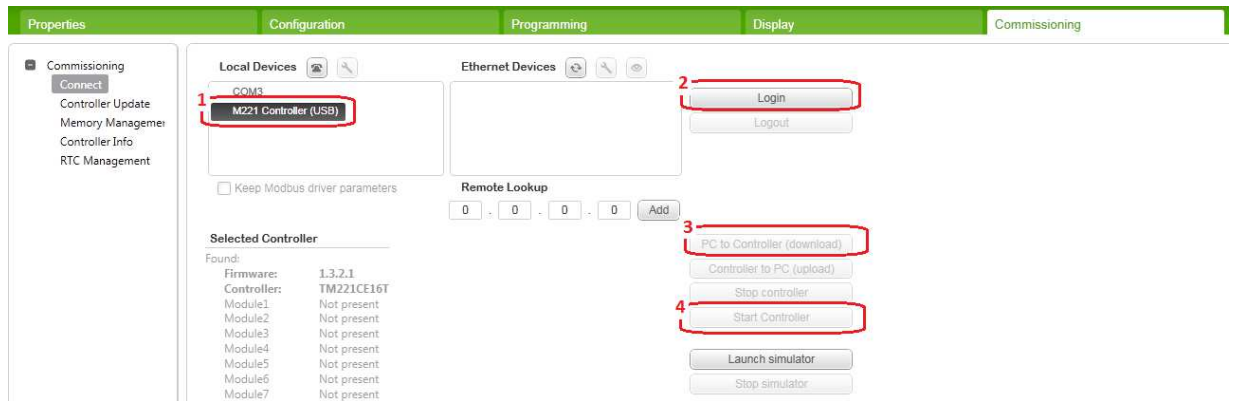 Properties
Configuration
Programming
Display
Commissioning
Commissioning
Connect
Controller Update
Memory Managemer
Controller Info
RTC Management
Local Devices
1
COM3
M221 Controller (USB)
Keep Modbus driver parameters
Ethernet Devices
Remote Lookup
0 . 0 . 0 . 0 Add
2
Login
Logout
Selected Controller
Found:
Firmware: 1.3.2.1
Controller: TM221CE16T
Module1 Not present
Module2 Not present
Module3 Not present
Module4 Not present
Module5 Not present
Module6 Not present
Module7 Not present
3
PC to Controller (download)
Controller to PC (upload)
Stop controller
4
Start Controller
Launch simulator
Stop simulator